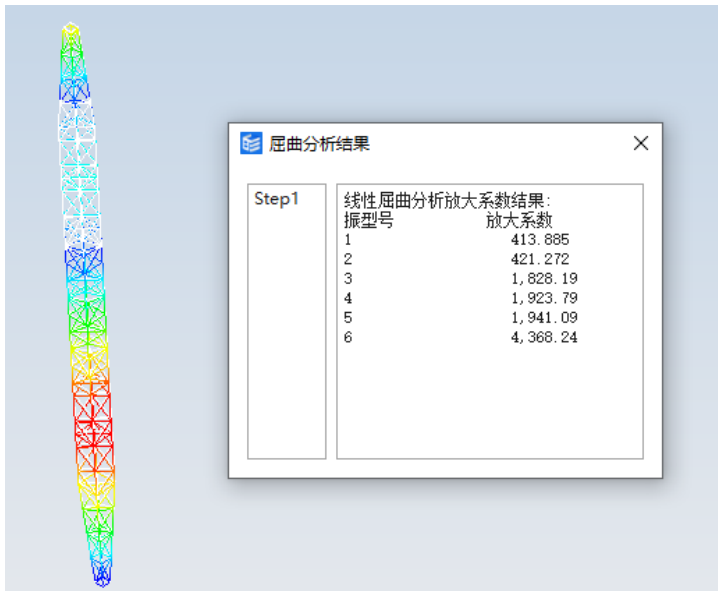 屈曲分析结果
Step1
线性屈曲分析放大系数结果:
振型号 放大系数
1 413.885
2 421.272
3 1,828.19
4 1,923.79
5 1,941.09
6 4,368.24